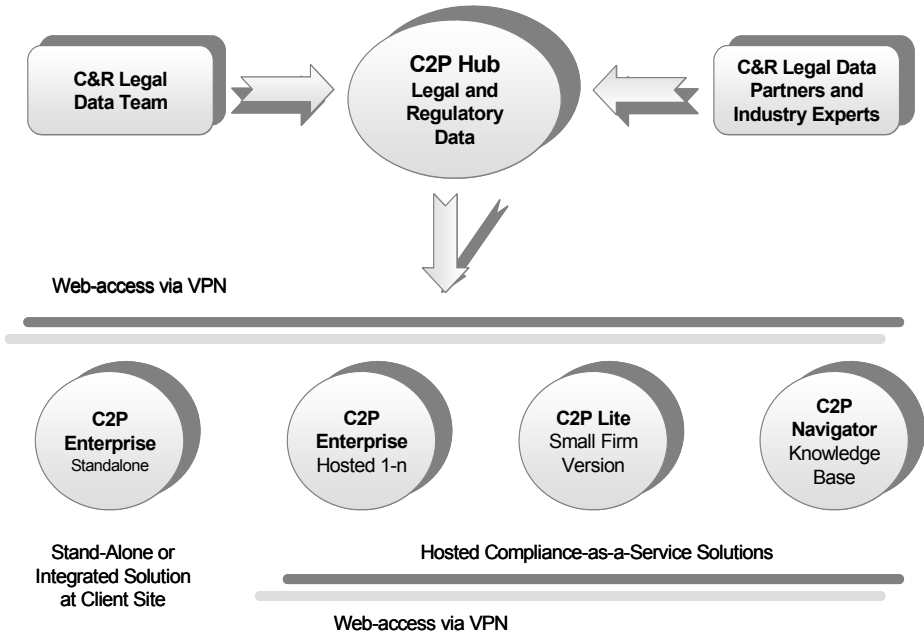 C&R Legal
Data Team
C2P Hub
Legal and
Regulatory
Data
C&R Legal Data
Partners and
Industry Experts
Web-access via VPN
C2P
Enterprise
Standalone
C2P
Enterprise
Hosted 1-n
C2P Lite
Small Firm
Version
C2P
Navigator
Knowledge
Base
Stand-Alone or
Integrated Solution
at Client Site
Hosted Compliance-as-a-Service Solutions
Web-access via VPN